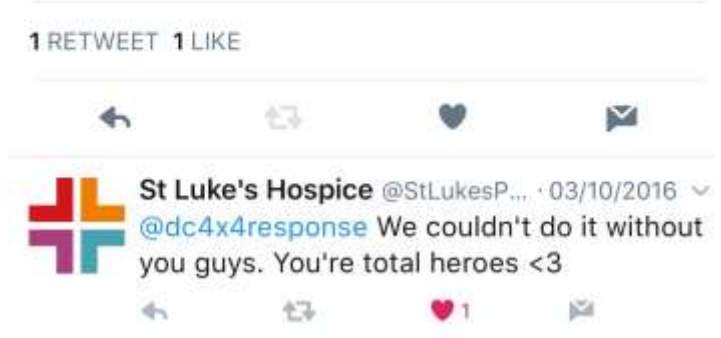 1 RETWEET 1 LIKE
St Luke's Hospice @StLukesP... · 03/10/2016
@dc4x4response We couldn't do it without
you guys. You're total heroes <3
1